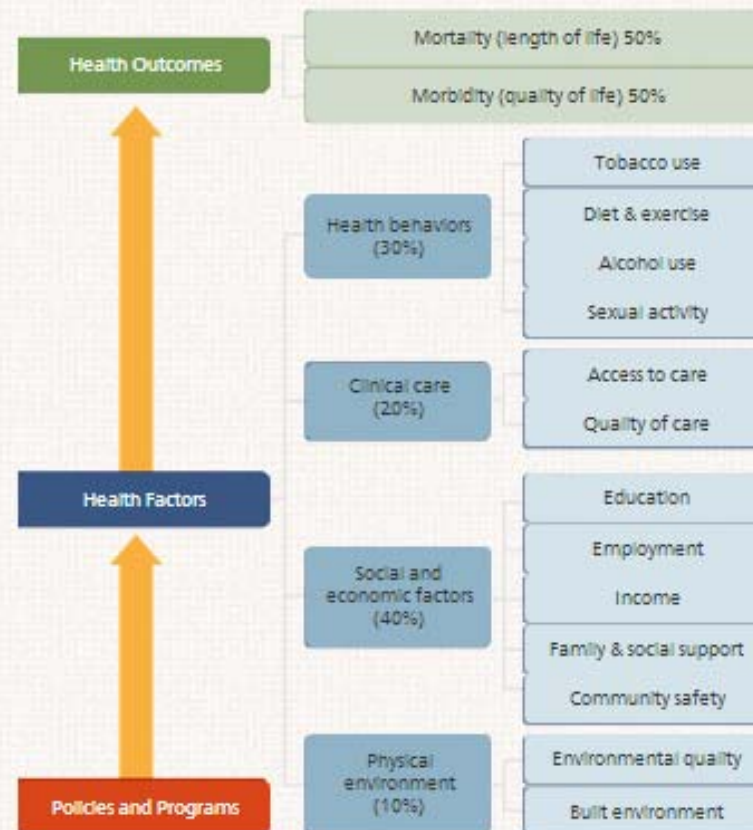 Health Outcomes
Mortality (length of life) 50%
Morbidity (quality of life) 50%
Health Factors
Health behaviors
(30%)
Tobacco use
Diet & exercise
Alcohol use
Sexual activity
Clinical care
(20%)
Access to care
Quality of care
Social and
economic factors
(40%)
Education
Employment
Income
Family & social support
Community safety
Physical
environment
(10%)
Environmental quality
Built environment
Policies and Programs